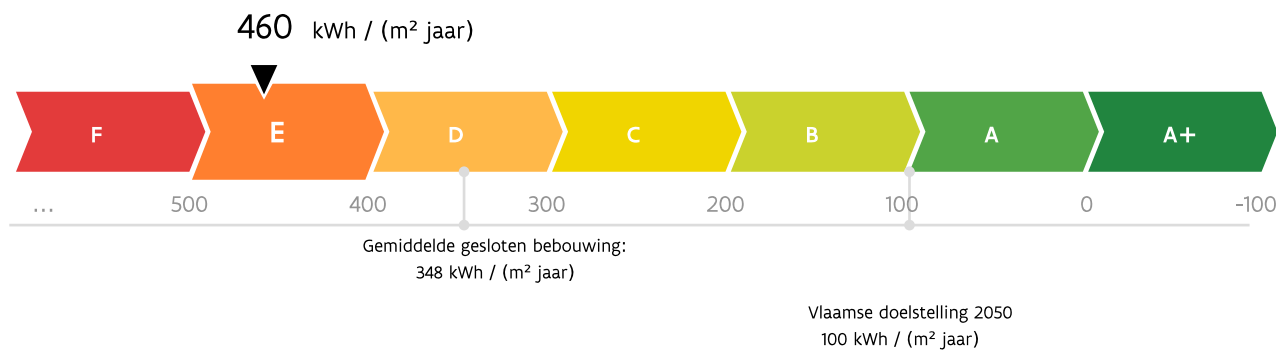 460 kWh / (m² jaar)
F E D C B A A+
... 500 400 300 200 100 0 -100
Gemiddelde gesloten bebouwing:
348 kWh / (m² jaar)
Vlaamse doelstelling 2050
100 kWh / (m² jaar)